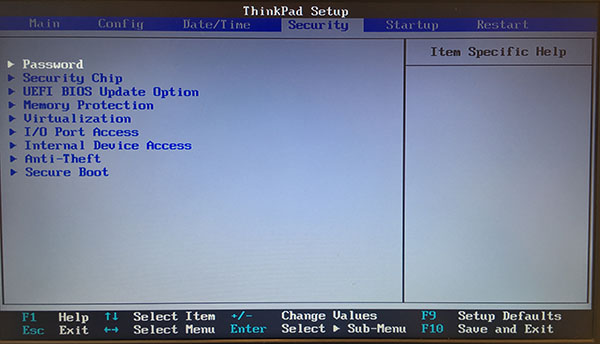 ThinkPad Setup
Main Config Date/Time Security Startup Restart
Item Specific Help
▶ Password
▶ Security Chip
▶ UEFI BIOS Update Option
▶ Memory Protection
▶ Virtualization
▶ I/O Port Access
▶ Internal Device Access
▶ Anti-Theft
▶ Secure Boot
F1 Help ↑↓ Select Item -/- Change Values F9 Setup Defaults
Esc Exit ←→ Select Menu Enter Select ▶ Sub-Menu F10 Save and Exit